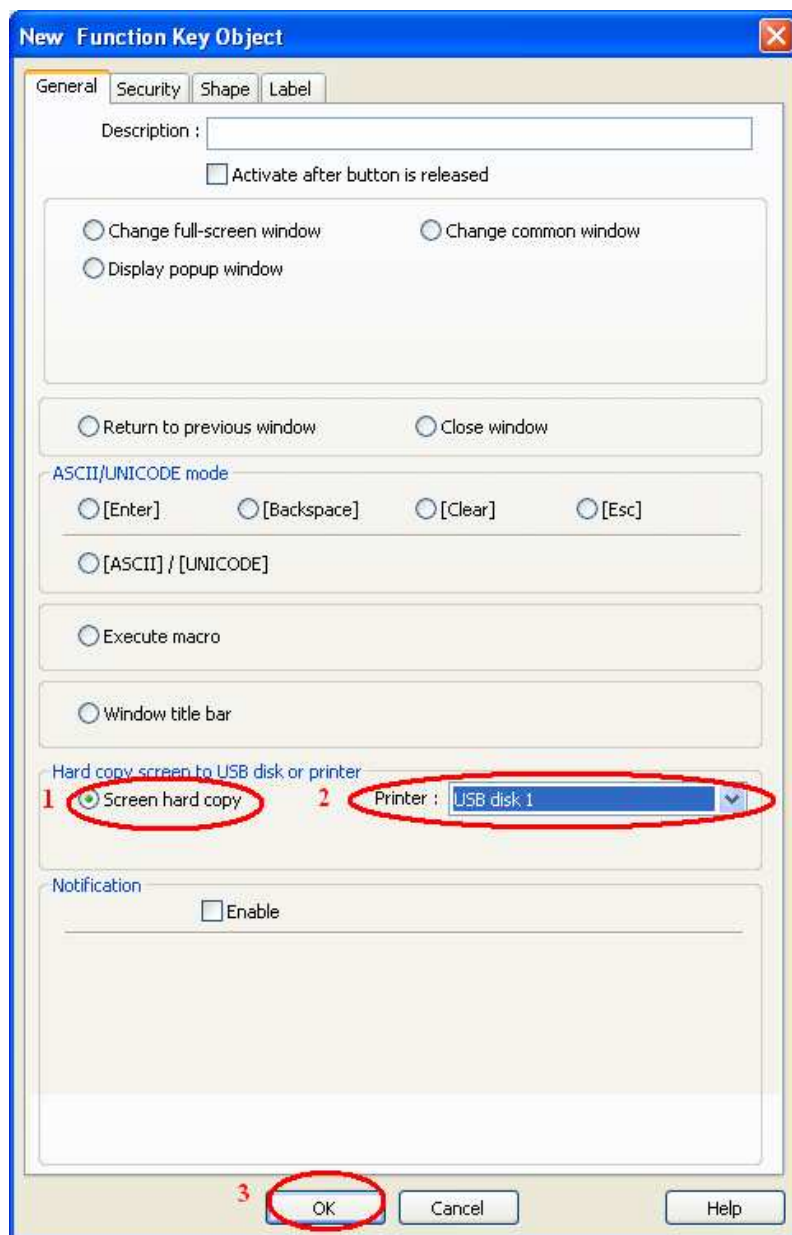 New Function Key Object
General Security Shape Label
Description :
Activate after button is released
Change full-screen window Change common window
Display popup window
Return to previous window Close window
ASCII/UNICODE mode
[Enter] [Backspace] [Clear] [Esc]
[ASCII] / [UNICODE]
Execute macro
Window title bar
Hard copy screen to USB disk or printer
1 Screen hard copy 2 Printer : USB disk 1
Notification
Enable
3 OK Cancel Help